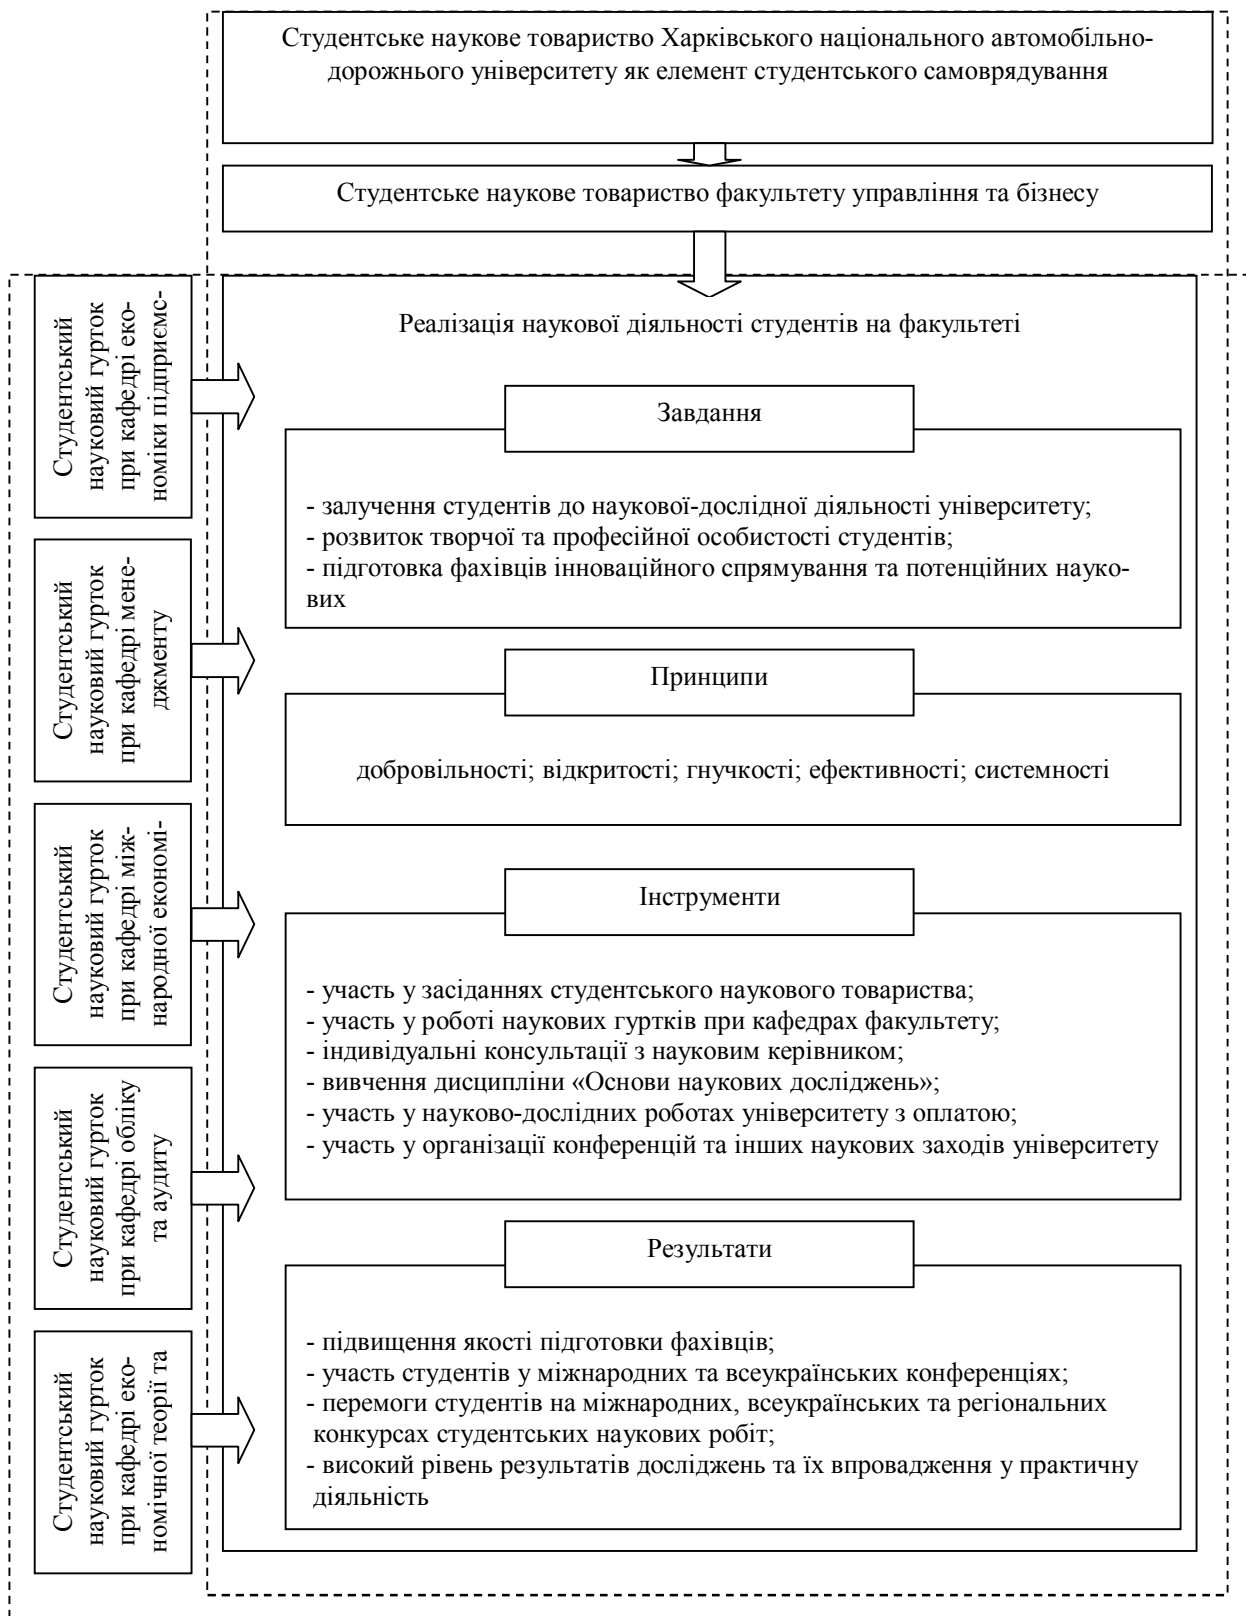 Студентське наукове товариство Харківського національного автомобільно-
дорожнього університету як елемент студентського самоврядування
Студентське наукове товариство факультету управління та бізнесу
Студентський
науковий гурток
при кафедрі еко-
номіки підприємс-
Студентський
науковий гурток
при кафедрі мене-
джменту
Студентський
науковий гурток
при кафедрі між-
народної економі-
Студентський
науковий гурток
при кафедрі обліку
та аудиту
Студентський
науковий гурток
при кафедрі еко-
номічної теорії та
Реалізація наукової діяльності студентів на факультеті
Завдання
- залучення студентів до наукової-дослідної діяльності університету;
- розвиток творчої та професійної особистості студентів;
- підготовка фахівців інноваційного спрямування та потенційних науко-
вих
Принципи
добровільності; відкритості; гнучкості; ефективності; системності
Інструменти
- участь у засіданнях студентського наукового товариства;
- участь у роботі наукових гуртків при кафедрах факультету;
- індивідуальні консультації з науковим керівником;
- вивчення дисципліни «Основи наукових досліджень»;
- участь у науково-дослідних роботах університету з оплатою;
- участь у організації конференцій та інших наукових заходів університету
Результати
- підвищення якості підготовки фахівців;
- участь студентів у міжнародних та всеукраїнських конференціях;
- перемоги студентів на міжнародних, всеукраїнських та регіональних
конкурсах студентських наукових робіт;
- високий рівень результатів досліджень та їх впровадження у практичну
діяльність